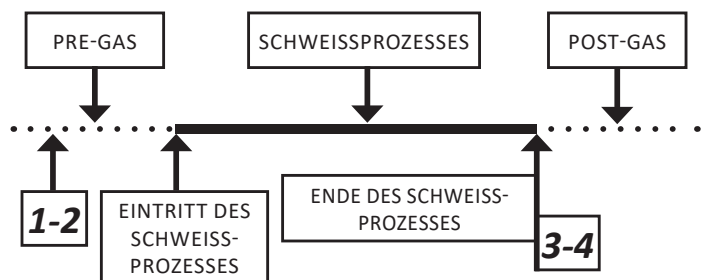 PRE-GAS
SCHWEISSPROZESSES
POST-GAS
1-2
EINTRITT DES
SCHWEISS-
PROZESSES
ENDE DES SCHWEISS-
PROZESSES
3-4